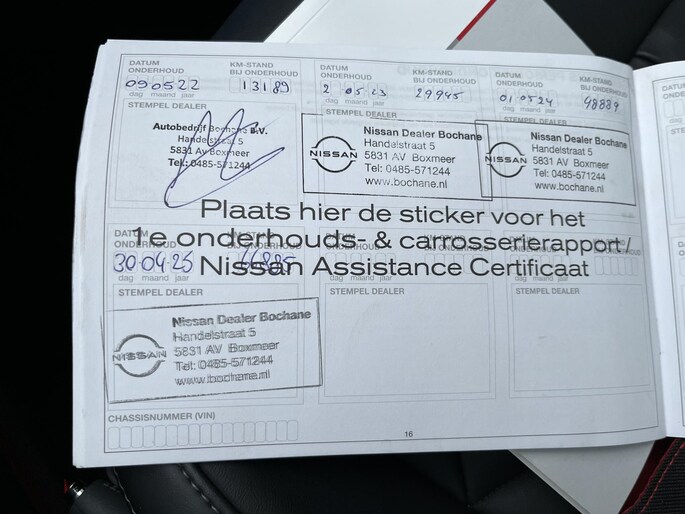 DATUM ONDERHOUD
KM-STAND BIJ ONDERHOUD
090522
13189
dag maand jaar
STEMPEL DEALER
Autobedrijf Bochane B.V.
Handelstraat 5
5831 AV Boxmeer
Tel.: 0485-571244
DATUM ONDERHOUD
KM-STAND BIJ ONDERHOUD
2 05 23
29945
dag maand jaar
STEMPEL DEALER
Nissan Dealer Bochane
Handelstraat 5
5831 AV Boxmeer
Tel: 0485-571244
www.bochane.nl
NISSAN
DATUM ONDERHOUD
KM-STAND BIJ ONDERHOUD
01 05 24
48889
dag maand jaar
STEMPEL DEALER
Nissan Dealer Bochane
Handelstraat 5
5831 AV Boxmeer
Tel: 0485-571244
www.bochane.nl
NISSAN
Plaats hier de sticker voor het
1e onderhouds- & carrosserierapport /
Nissan Assistance Certificaat
DATUM ONDERHOUD
BIJ ONDERHOUD
30-04-25
dag maand jaar
STEMPEL DEALER
Nissan Dealer Bochane
Handelstraat 5
5831 AV Boxmeer
Tel: 0485-571244
www.bochane.nl
NISSAN
STEMPEL DEALER
STEMPEL DEALER
CHASSISNUMMER (VIN)
16